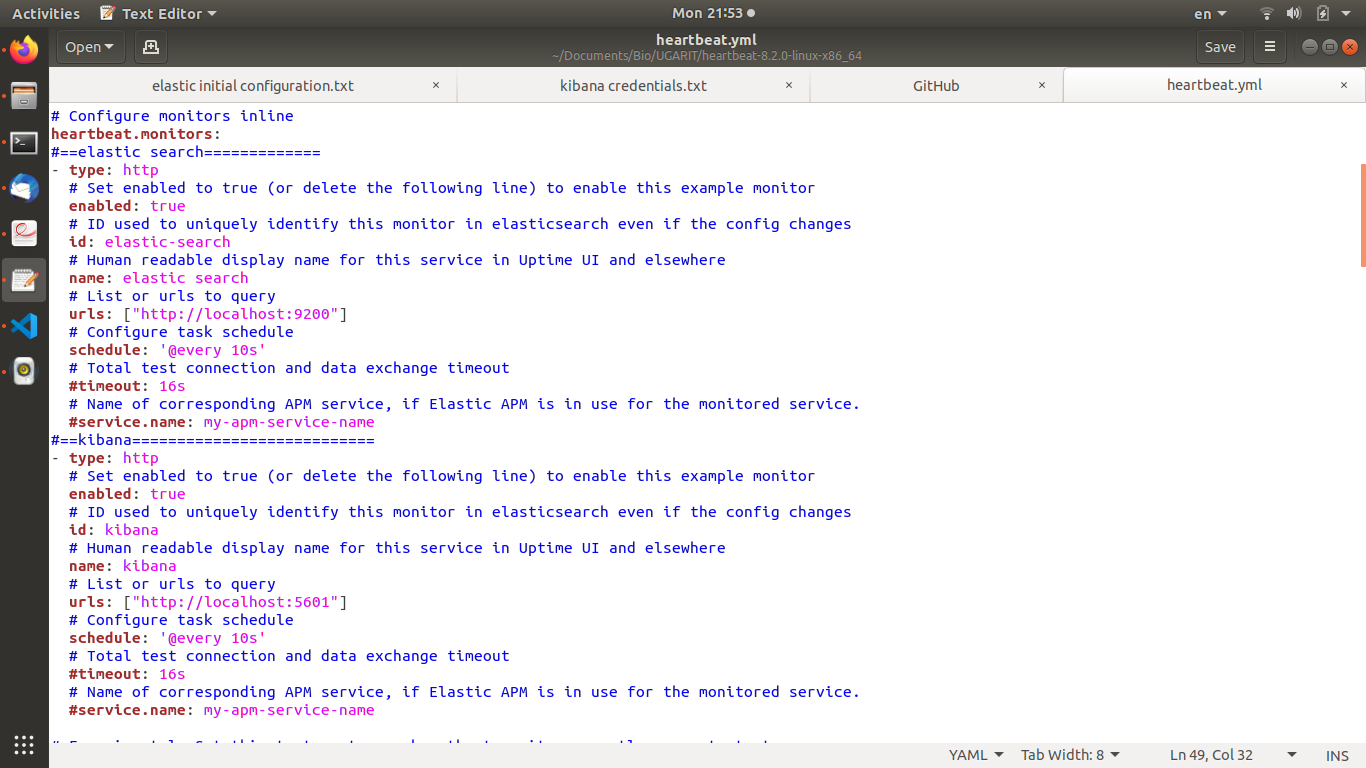 Activities Text Editor Mon 21:53 en
Open heartbeat.yml Save
~/Documents/Bio/UGARIT/heartbeat-8.2.0-linux-x86_64
elastic initial configuration.txt × kibana credentials.txt × GitHub × heartbeat.yml ×
# Configure monitors inline
heartbeat.monitors:
#==elastic search=============
- type: http
  # Set enabled to true (or delete the following line) to enable this example monitor
  enabled: true
  # ID used to uniquely identify this monitor in elasticsearch even if the config changes
  id: elastic-search
  # Human readable display name for this service in Uptime UI and elsewhere
  name: elastic search
  # List or urls to query
  urls: ["http://localhost:9200"]
  # Configure task schedule
  schedule: '@every 10s'
  # Total test connection and data exchange timeout
  #timeout: 16s
  # Name of corresponding APM service, if Elastic APM is in use for the monitored service.
  #service.name: my-apm-service-name
#==kibana===========================
- type: http
  # Set enabled to true (or delete the following line) to enable this example monitor
  enabled: true
  # ID used to uniquely identify this monitor in elasticsearch even if the config changes
  id: kibana
  # Human readable display name for this service in Uptime UI and elsewhere
  name: kibana
  # List or urls to query
  urls: ["http://localhost:5601"]
  # Configure task schedule
  schedule: '@every 10s'
  # Total test connection and data exchange timeout
  #timeout: 16s
  # Name of corresponding APM service, if Elastic APM is in use for the monitored service.
  #service.name: my-apm-service-name
YAML Tab Width: 8 Ln 49, Col 32 INS